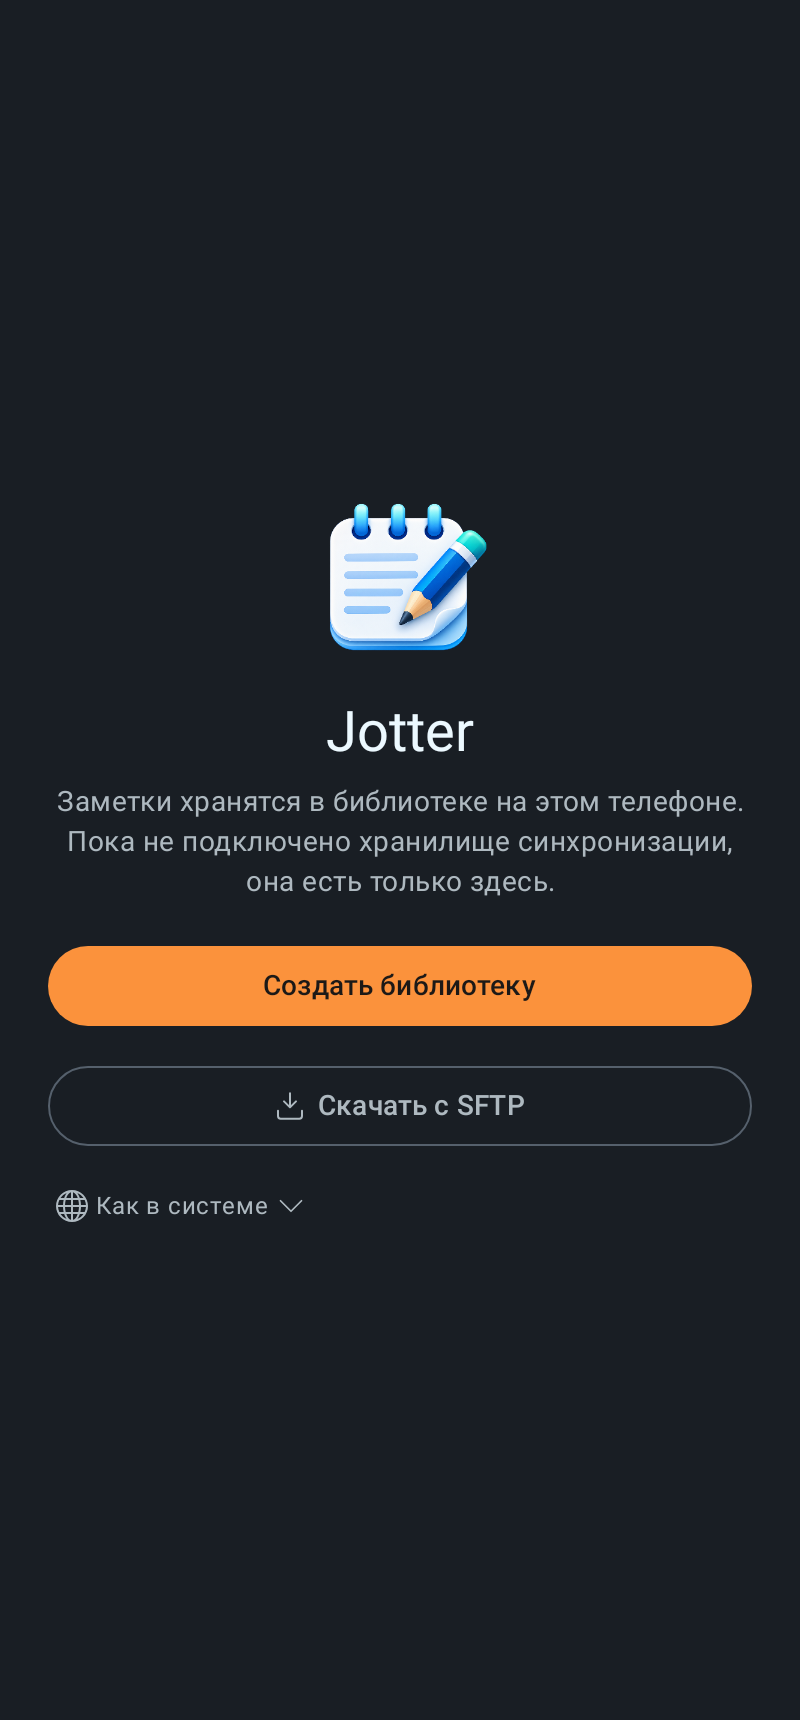 Jotter
Заметки хранятся в библиотеке на этом телефоне.
Пока не подключено хранилище синхронизации,
она есть только здесь.
Создать библиотеку
Скачать с SFTP
Как в системе